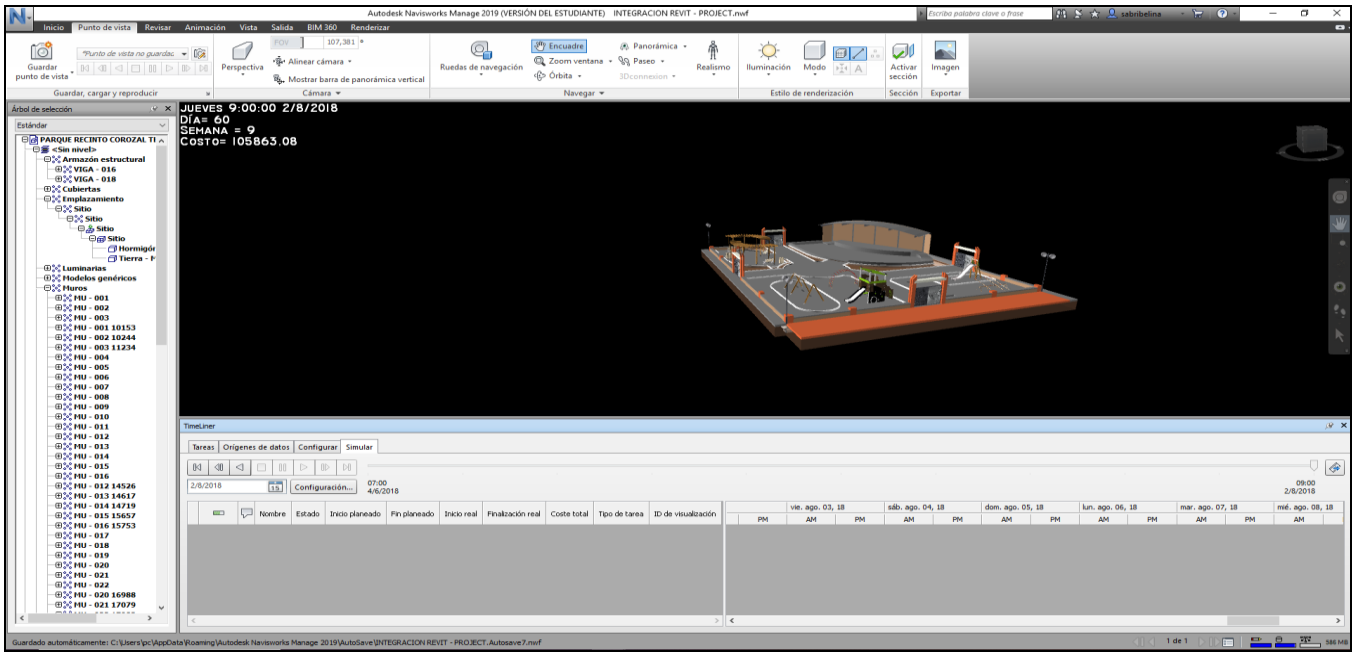 Autodesk Navisworks Manage 2019 (VERSIÓN DEL ESTUDIANTE) INTEGRACION REVIT - PROJECT.nwf
Escriba palabra clave o frase
sabribelina
Inicio Punto de vista Revisar Animación Vista Salida BIM 360 Renderizar
Guardar punto de vista
"Punto de vista no guardac
Guardar, cargar y reproducir
Perspectiva
FOV 107,381 °
Alinear cámara
Mostrar barra de panorámica vertical
Cámara
Ruedas de navegación
Encuadre
Zoom ventana
Órbita
Panorámica
Paseo
3Dconnexion
Realismo
Navegar
Iluminación
Modo
Estilo de renderización
Activar sección
Sección
Imagen
Exportar
Árbol de selección
Estándar
PARQUE RECINTO COROZAL TI
<Sin nivel>
Armazón estructural
VIGA - 016
VIGA - 018
Cubiertas
Emplazamiento
Sitio
Sitio
Sitio
Sitio
Hormigór
Tierra - M
Luminarias
Modelos genéricos
Muros
MU - 001
MU - 002
MU - 003
MU - 001 10153
MU - 002 10244
MU - 003 11234
MU - 004
MU - 005
MU - 006
MU - 007
MU - 008
MU - 009
MU - 010
MU - 011
MU - 012
MU - 013
MU - 014
MU - 015
MU - 016
MU - 012 14526
MU - 013 14617
MU - 014 14719
MU - 015 15657
MU - 016 15753
MU - 017
MU - 018
MU - 019
MU - 020
MU - 021
MU - 022
MU - 020 16988
MU - 021 17079
JUEVES 9:00:00 2/8/2018
DÍA= 60
SEMANA = 9
COSTO= 105863.08
TimeLiner
Tareas Orígenes de datos Configurar Simular
2/8/2018 15 Configuración... 07:00
4/6/2018
09:00
2/8/2018
Nombre Estado Inicio planeado Fin planeado Inicio real Finalización real Coste total Tipo de tarea ID de visualización
vie. ago. 03, 18 sáb. ago. 04, 18 dom. ago. 05, 18 lun. ago. 06, 18 mar. ago. 07, 18 mié. ago. 08, 18
PM AM PM AM PM AM PM AM PM AM PM AM
Guardado automáticamente: C:\Users\pc\AppData\Roaming\Autodesk Navisworks Manage 2019\AutoSave\INTEGRACION REVIT - PROJECT.Autosave7.nwf
1 de 1
586 MB